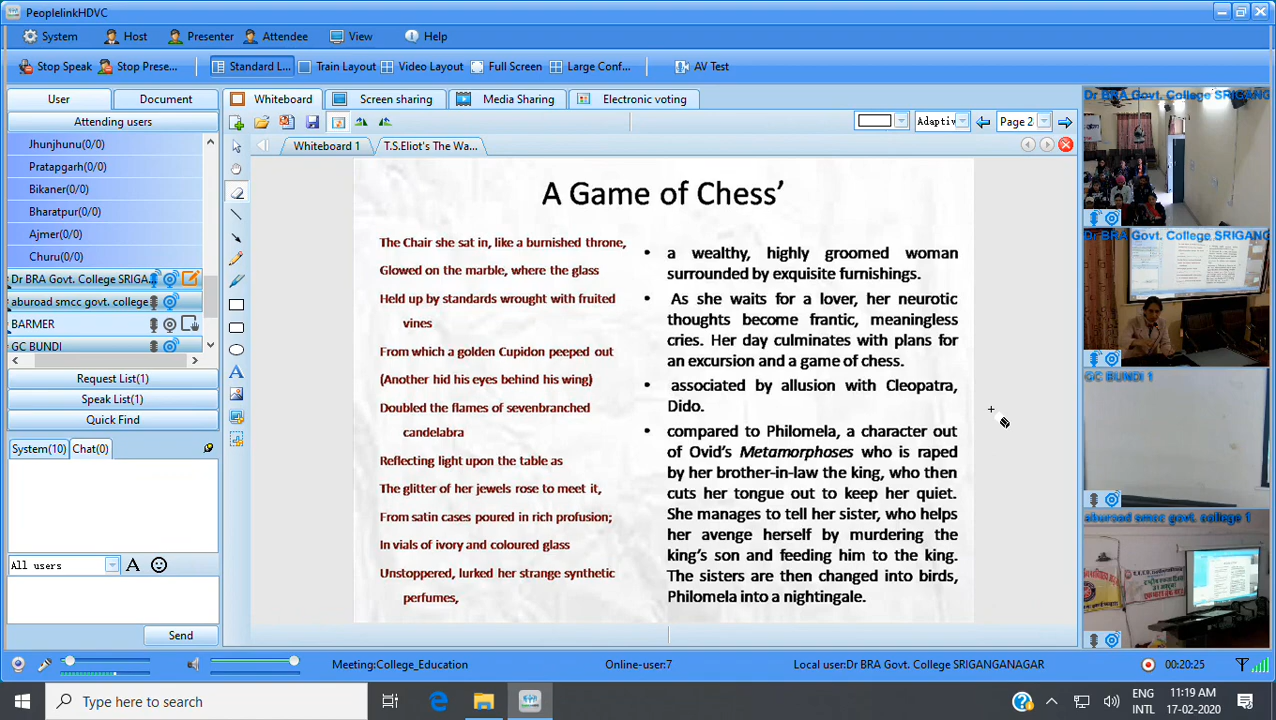 PeoplelinkHDVC
System Host Presenter Attendee View Help
Stop Speak Stop Prese... Standard L... Train Layout Video Layout Full Screen Large Conf... AV Test
User Document Whiteboard Screen sharing Media Sharing Electronic voting
Attending users
Adaptiv Page 2
Whiteboard 1 T.S.Eliot's The Wa...
Jhunjhunu(0/0)
Pratapgarh(0/0)
Bikaner(0/0)
Bharatpur(0/0)
Ajmer(0/0)
Churu(0/0)
Dr BRA Govt. College SRIGA...
aburoad smcc govt. college
BARMER
GC BUNDI
Request List(1)
Speak List(1)
Quick Find
System(10) Chat(0)
All users A
Send
A Game of Chess’
The Chair she sat in, like a burnished throne,
Glowed on the marble, where the glass
Held up by standards wrought with fruited
vines
From which a golden Cupidon peeped out
(Another hid his eyes behind his wing)
Doubled the flames of sevenbranched
candelabra
Reflecting light upon the table as
The glitter of her jewels rose to meet it,
From satin cases poured in rich profusion;
In vials of ivory and coloured glass
Unstoppered, lurked her strange synthetic
perfumes,
• a wealthy, highly groomed woman
surrounded by exquisite furnishings.
• As she waits for a lover, her neurotic
thoughts become frantic, meaningless
cries. Her day culminates with plans for
an excursion and a game of chess.
• associated by allusion with Cleopatra,
Dido.
• compared to Philomela, a character out
of Ovid’s Metamorphoses who is raped
by her brother-in-law the king, who then
cuts her tongue out to keep her quiet.
She manages to tell her sister, who helps
her avenge herself by murdering the
king’s son and feeding him to the king.
The sisters are then changed into birds,
Philomela into a nightingale.
Dr BRA Govt. College SRIGANG
Dr BRA Govt. College SRIGANG
GC BUNDI 1
aburoad smcc govt. college 1
Meeting:College_Education Online-user:7 Local user:Dr BRA Govt. College SRIGANGANAGAR 00:20:25
Type here to search
ENG
INTL
11:19 AM
17-02-2020